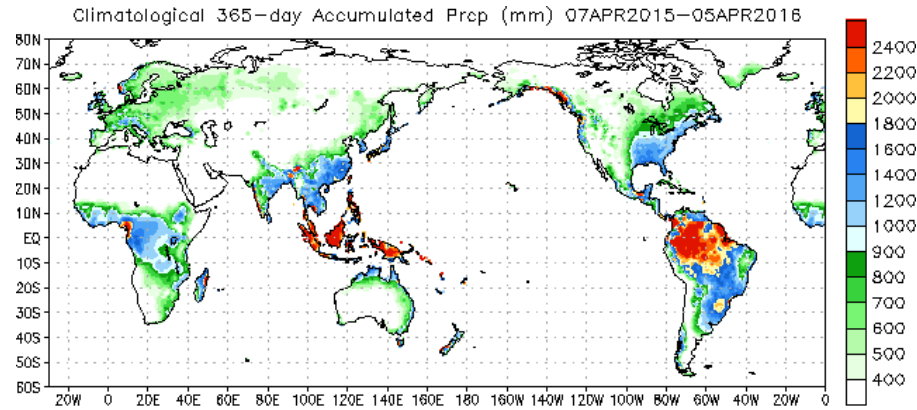 Climatological 365-day Accumulated Prcp (mm) 07APR2015-05APR2016
80N
70N
60N
50N
40N
30N
20N
10N
EQ
10S
20S
30S
40S
50S
60S
20W 0 20E 40E 60E 80E 100E 120E 140E 160E 180 160W 140W 120W 100W 80W 60W 40W 20W 0
2400
2200
2000
1800
1600
1400
1200
1000
900
800
700
600
500
400